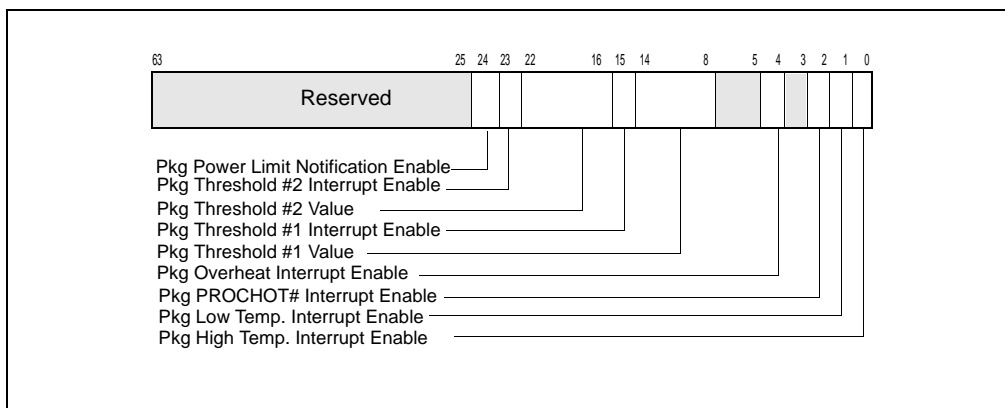 63 25 24 23 22 16 15 14 8 5 4 3 2 1 0
Reserved
Pkg Power Limit Notification Enable
Pkg Threshold #2 Interrupt Enable
Pkg Threshold #2 Value
Pkg Threshold #1 Interrupt Enable
Pkg Threshold #1 Value
Pkg Overheat Interrupt Enable
Pkg PROCHOT# Interrupt Enable
Pkg Low Temp. Interrupt Enable
Pkg High Temp. Interrupt Enable